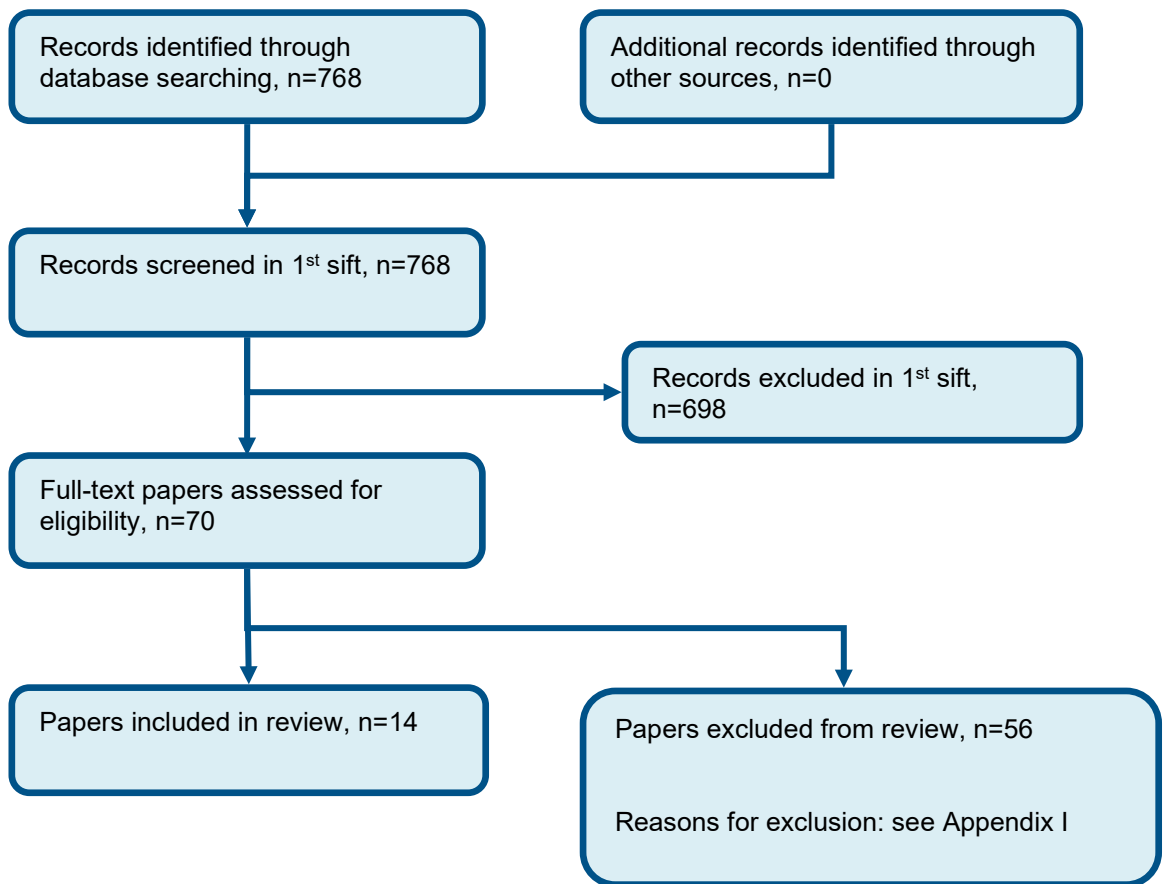 Records identified through
database searching, n=768
Additional records identified through
other sources, n=0
Records screened in 1st sift, n=768
Records excluded in 1st sift,
n=698
Full-text papers assessed for
eligibility, n=70
Papers included in review, n=14
Papers excluded from review, n=56
Reasons for exclusion: see Appendix I